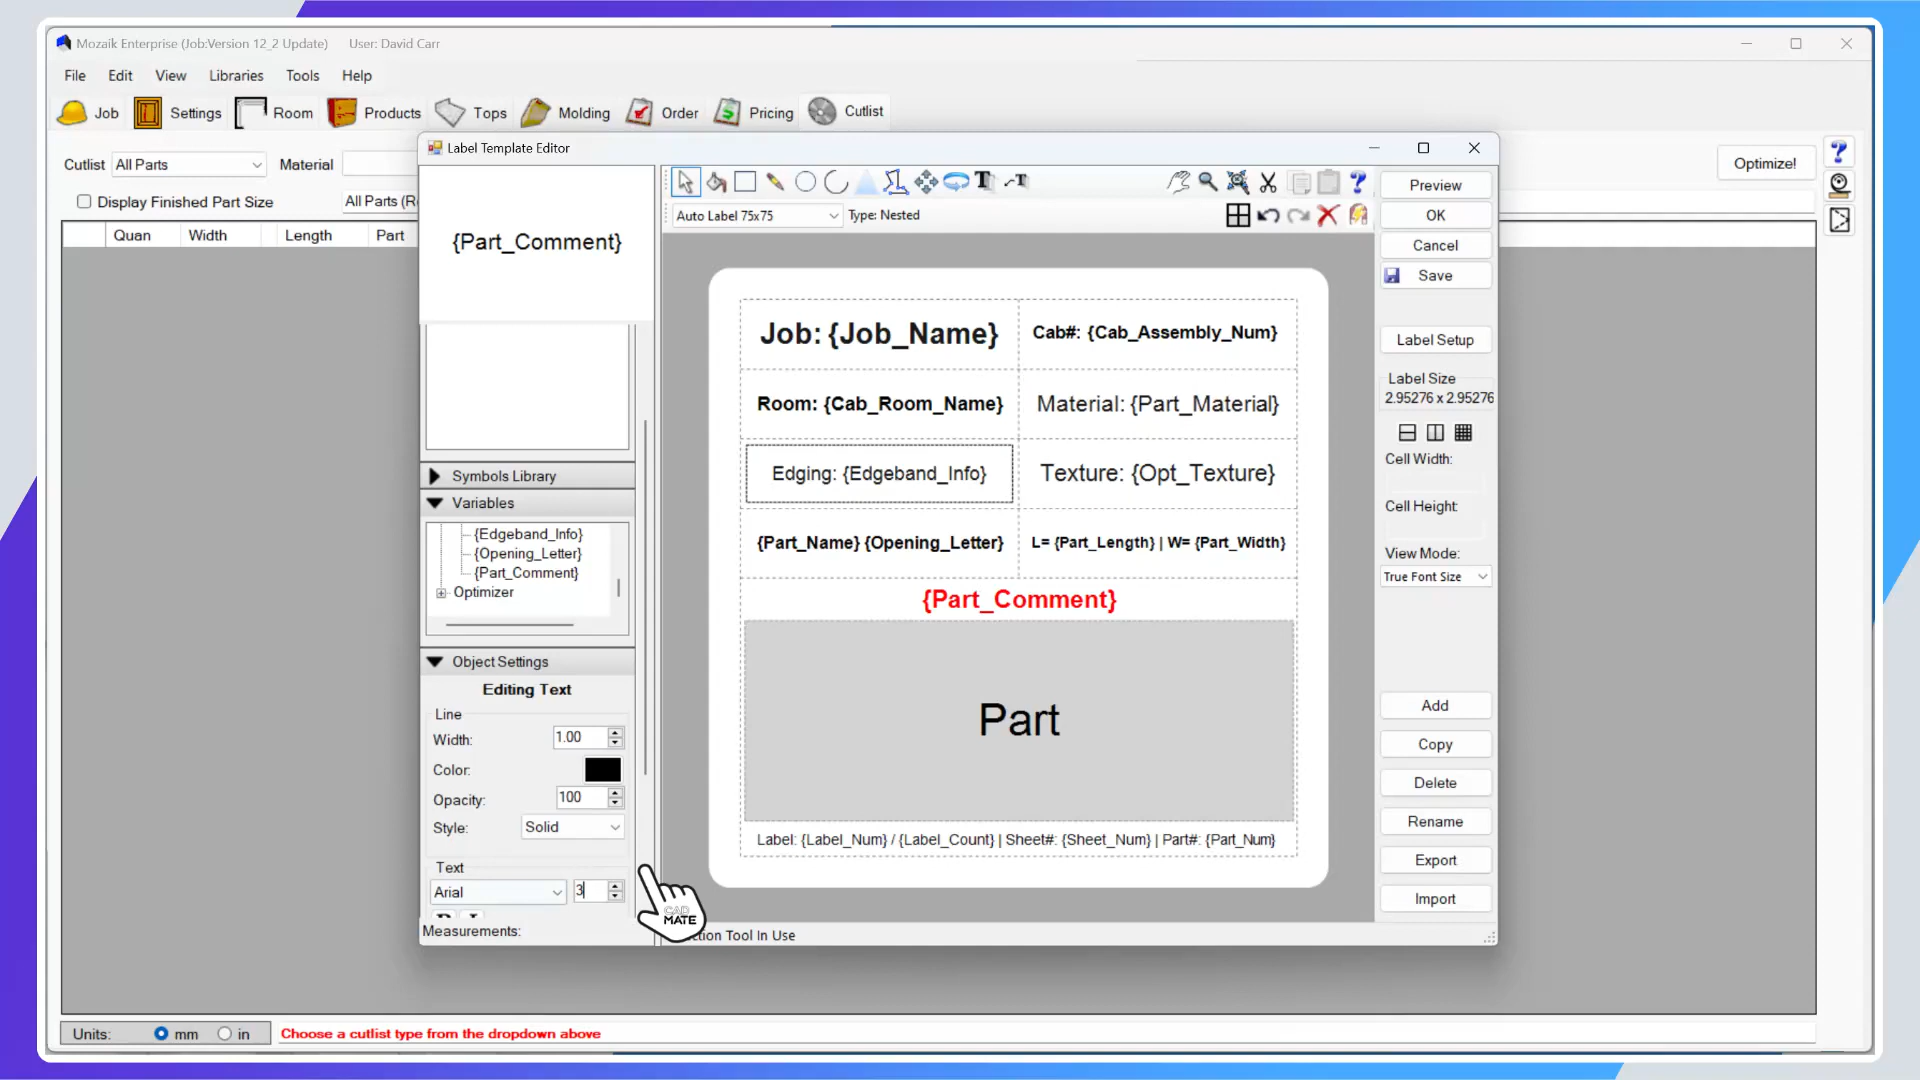 Mozaik Enterprise (Job:Version 12_2 Update) User: David Carr
File Edit View Libraries Tools Help
Job Settings Room Products Tops Molding Order Pricing Cutlist
Label Template Editor
Cutlist All Parts Material
Optimize!
Display Finished Part Size All Parts (R
Quan Width Length Part
{Part_Comment}
Auto Label 75x75 Type: Nested
Preview
OK
Cancel
Save
Label Setup
Label Size
2.95276 x 2.95276
Cell Width:
Cell Height:
View Mode:
True Font Size
Add
Copy
Delete
Rename
Export
Import
Job: {Job_Name} Cab#: {Cab_Assembly_Num}
Room: {Cab_Room_Name} Material: {Part_Material}
Edging: {Edgeband_Info} Texture: {Opt_Texture}
{Part_Name} {Opening_Letter} L= {Part_Length} | W= {Part_Width}
{Part_Comment}
Part
Label: {Label_Num} / {Label_Count} | Sheet#: {Sheet_Num} | Part#: {Part_Num}
Symbols Library
Variables
{Edgeband_Info}
{Opening_Letter}
{Part_Comment}
Optimizer
Object Settings
Editing Text
Line
Width: 1.00
Color:
Opacity: 100
Style: Solid
Text
Arial 3
CAD
MATE
Measurements:
Tool In Use
Units: mm in Choose a cutlist type from the dropdown above